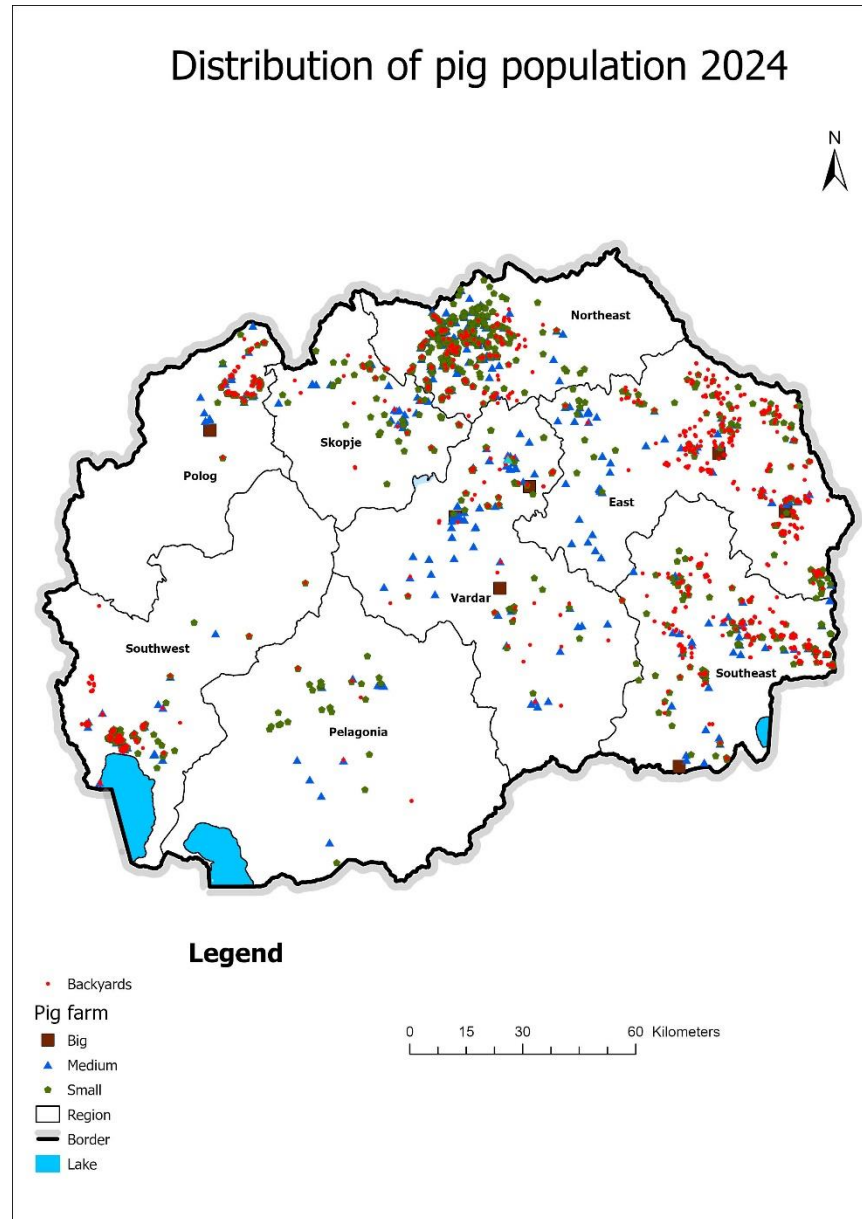 Distribution of pig population 2024
N
Northeast
Skopje
Polog
East
Vardar
Southwest
Southeast
Pelagonia
Legend
Backyards
Pig farm
Big
Medium
Small
Region
Border
Lake
0 15 30 60 Kilometers